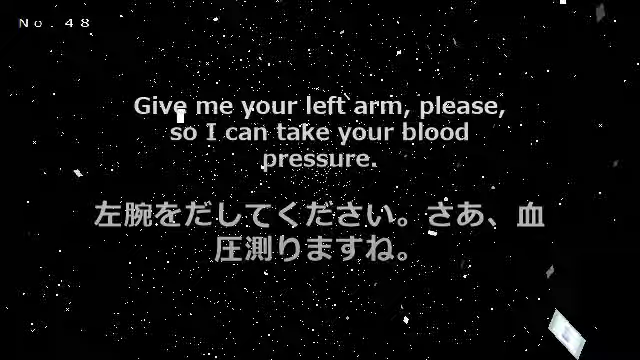 No.48
Give me your left arm, please,
so I can take your blood
pressure.
左腕をだしてください。さあ、血
圧測りますね。